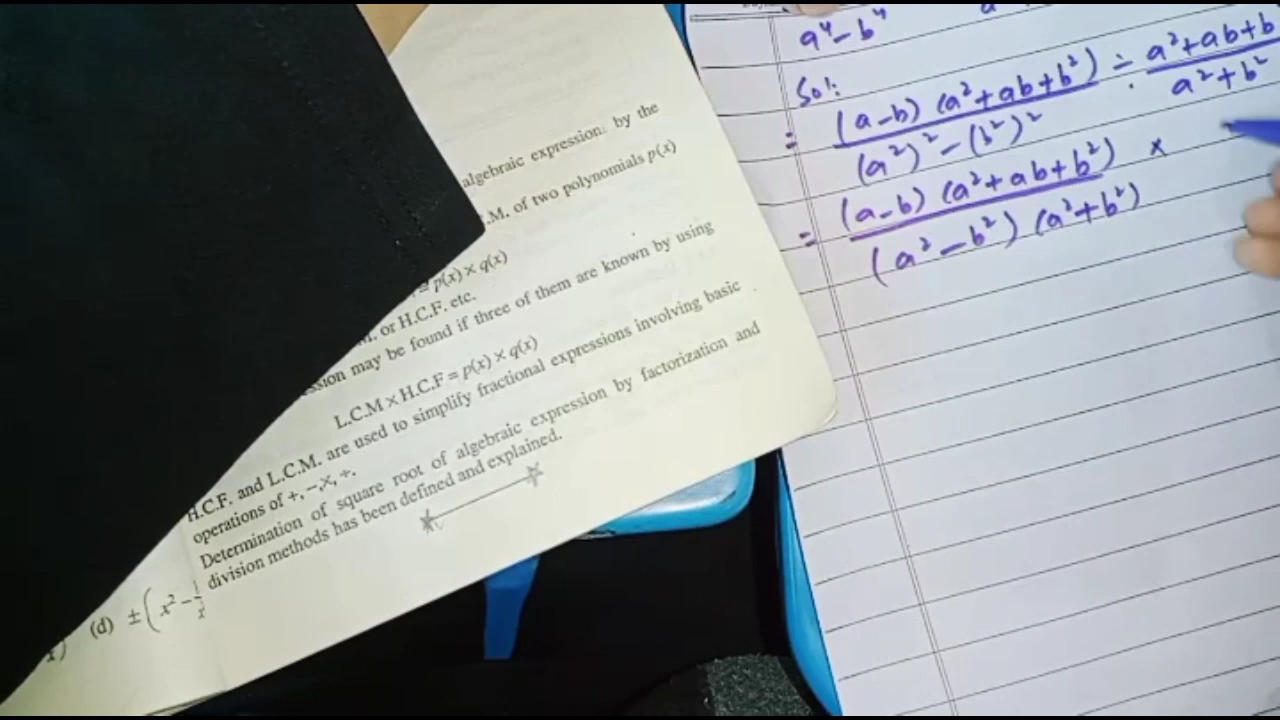 algebraic expression by the
.M. of two polynomials p(x)
= p(x) × q(x)
or H.C.F. etc.
ssion may be found if three of them are known by using
L.C.M × H.C.F = p(x) × q(x)
H.C.F. and L.C.M. are used to simplify fractional expressions involving basic
operations of +, −, ×, ÷.
Determination of square root of algebraic expression by factorization and
division methods has been defined and explained.
(d) ± (x² − 1/x
a⁴ − b⁴
Sol:
= (a−b) (a²+ab+b²) / (a²)² − (b²)² ÷ a²+ab+b / a²+b²
= (a−b) (a²+ab+b²) / (a²−b²) (a²+b²) ×